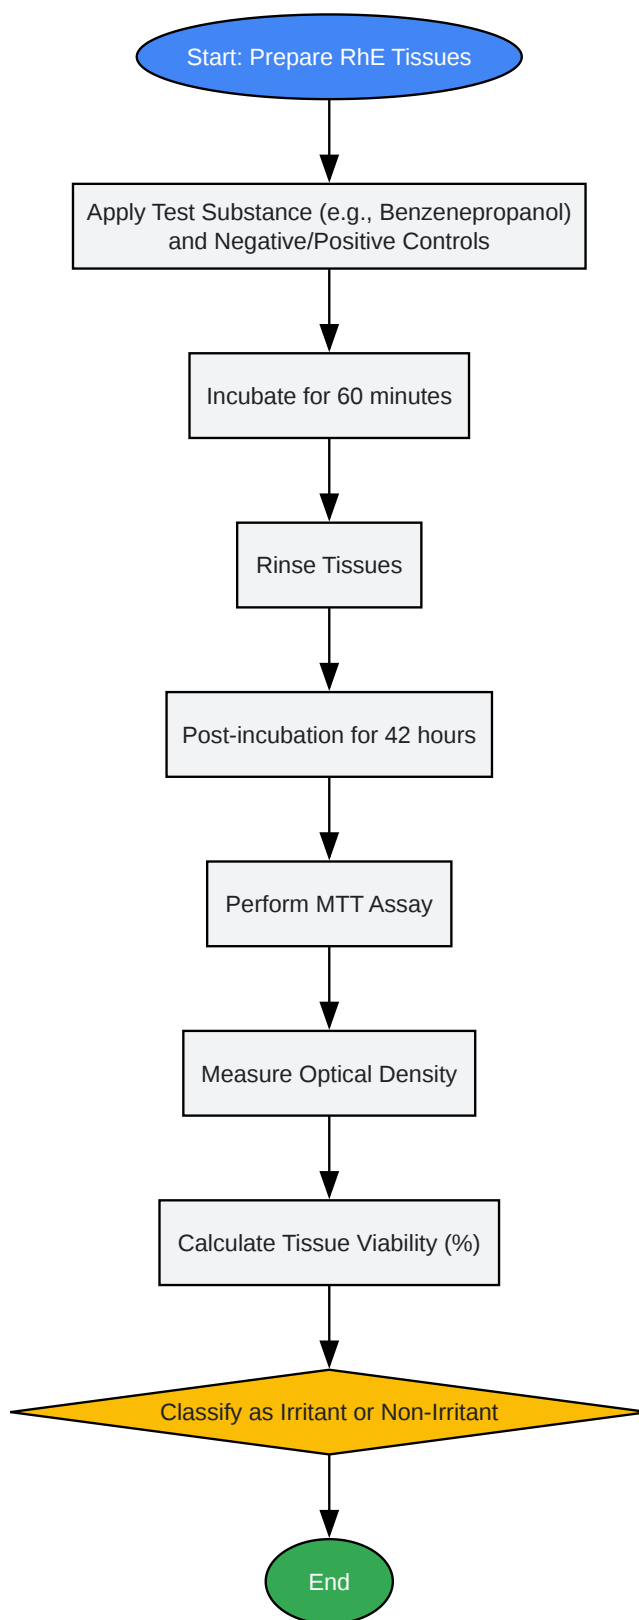 Start: Prepare RhE Tissues
Apply Test Substance (e.g., Benzenepropanol)
and Negative/Positive Controls
Incubate for 60 minutes
Rinse Tissues
Post-incubation for 42 hours
Perform MTT Assay
Measure Optical Density
Calculate Tissue Viability (%)
Classify as Irritant or Non-Irritant
End